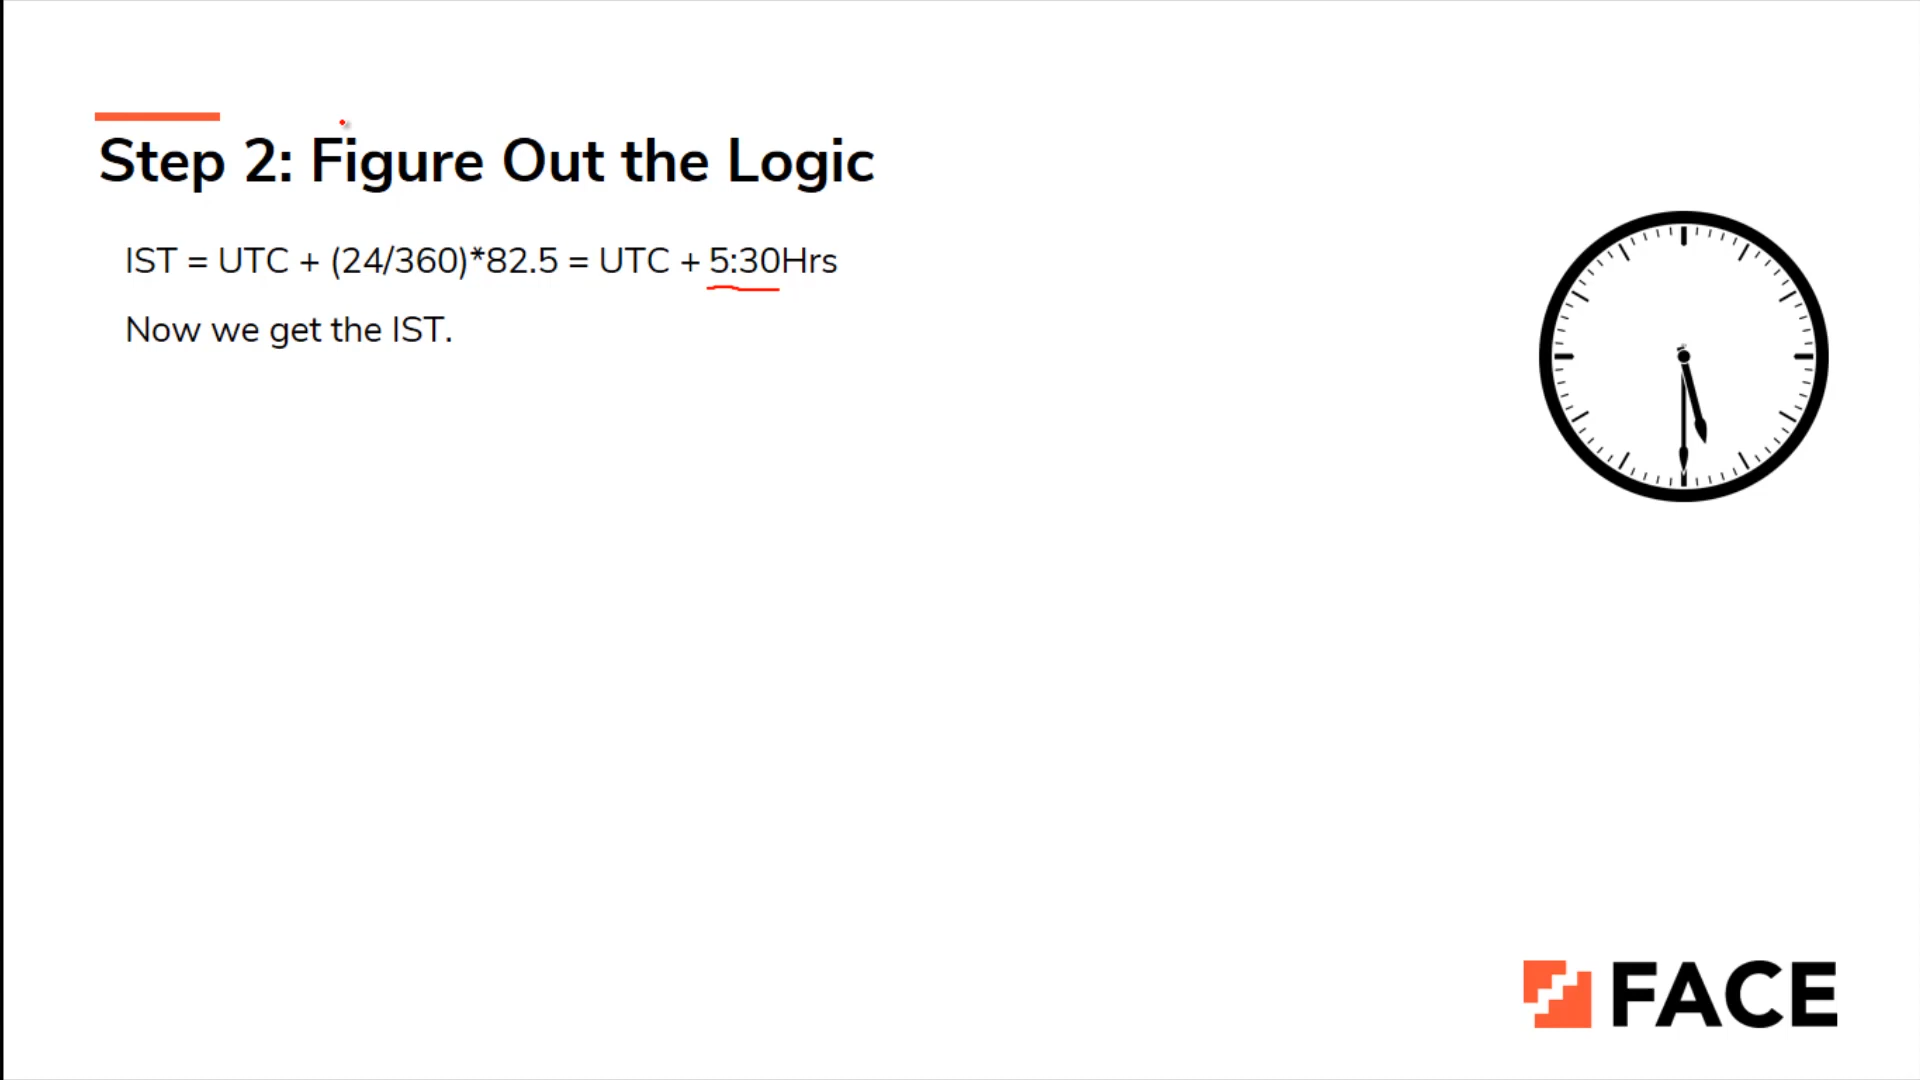 Step 2: Figure Out the Logic
IST = UTC + (24/360)*82.5 = UTC + 5:30Hrs
Now we get the IST.
FACE